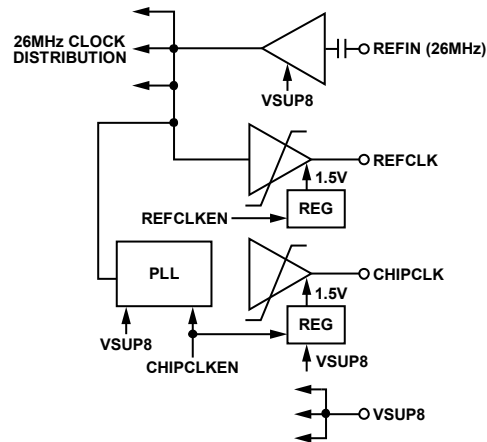 26MHz CLOCK
DISTRIBUTION
REFIN (26MHz)
VSUP8
REFCLK
1.5V
REG
REFCLKEN
PLL
CHIPCLK
1.5V
REG
VSUP8
CHIPCLKEN
VSUP8
VSUP8